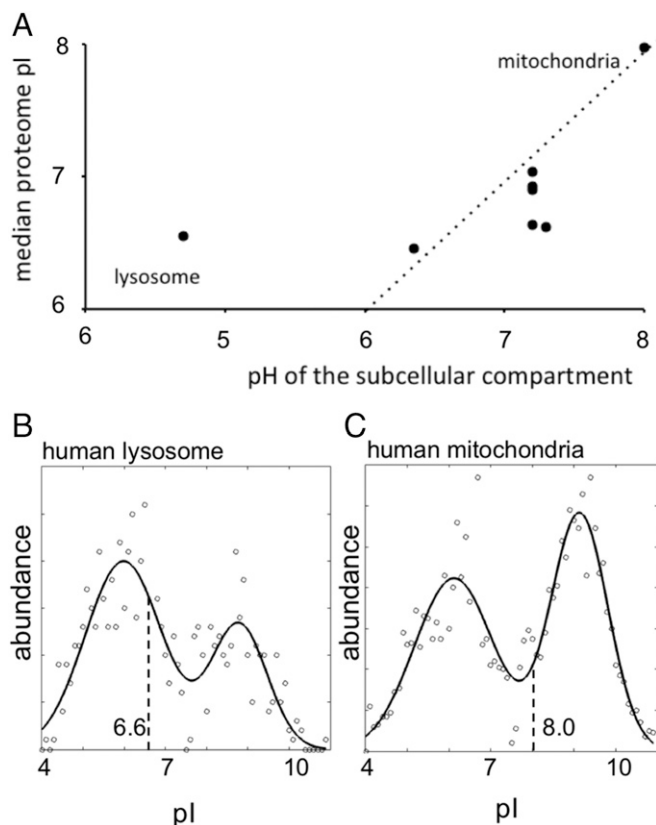 A
8
7
6
median proteome pI
mitochondria
lysosome
6 5 6 7 8
pH of the subcellular compartment
B
human lysosome
abundance
6.6
4 7 10
pI
C
human mitochondria
abundance
8.0
4 7 10
pI